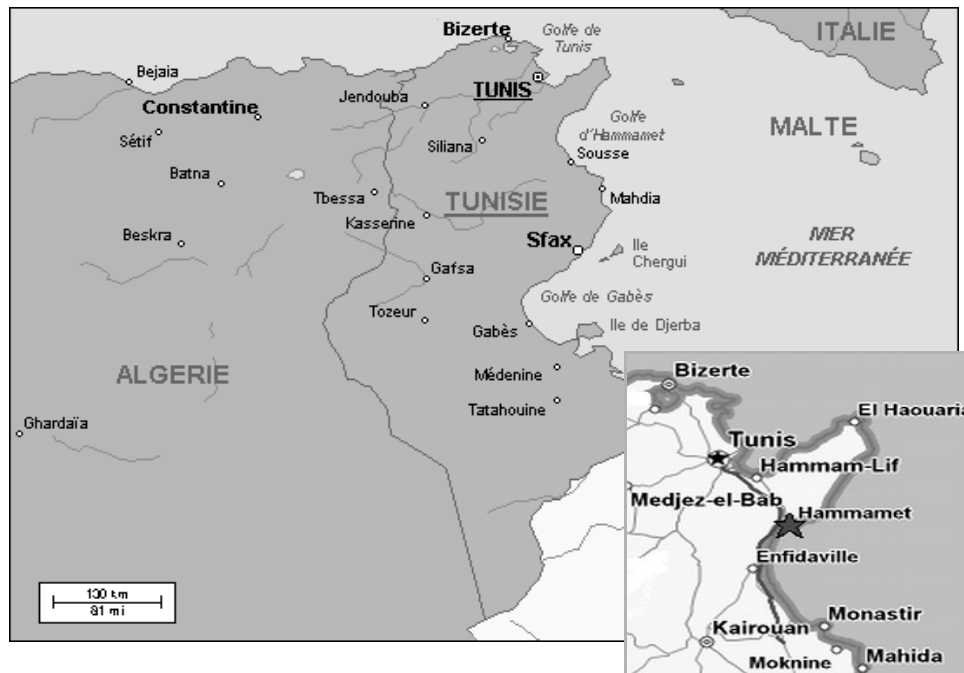 ITALIE
Bizerte
Golfe de
Tunis
Bejaia
TUNIS
Jendouba
Constantine
Golfe
d'Hammamet
MALTE
Sétif
Siliana
Sousse
Batna
Tbessa
TUNISIE
Mahdia
Kasserine
Beskra
Sfax
MER
MÉDITERRANÉE
Ile
Chergui
Gafsa
Golfe de Gabès
Tozeur
Gabès
Ile de Djerba
ALGERIE
Médenine
Tatahouine
Ghardaïa
130 km
81 mi
Bizerte
El Haouaria
Tunis
Hammam-Lif
Medjez-el-Bab
Hammamet
Enfidaville
Monastir
Kairouan
Moknine
Mahida